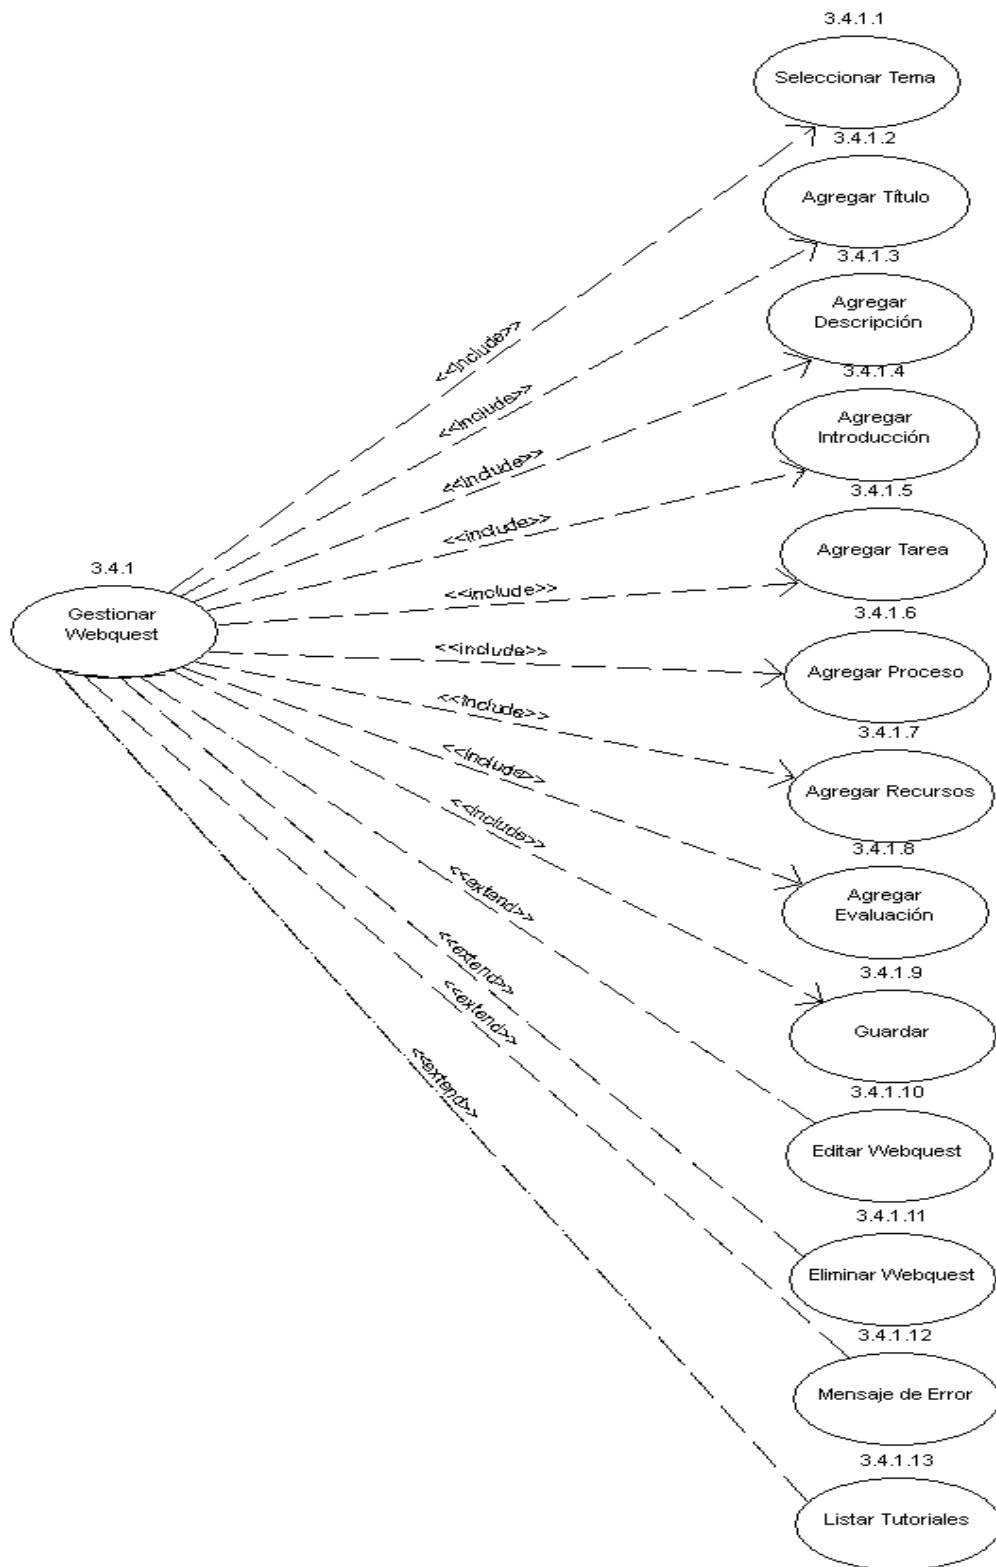 3.4.1.1
Seleccionar Tema
3.4.1.2
Agregar Título
3.4.1.3
Agregar
Descripción
3.4.1.4
Agregar
Introducción
3.4.1.5
Agregar Tarea
3.4.1.6
Agregar Proceso
3.4.1.7
Agregar Recursos
3.4.1.8
Agregar
Evaluación
3.4.1.9
Guardar
3.4.1.10
Editar Webquest
3.4.1.11
Eliminar Webquest
3.4.1.12
Mensaje de Error
3.4.1.13
Listar Tutoriales
3.4.1
Gestionar
Webquest
<<include>>
<<include>>
<<include>>
<<include>>
<<include>>
<<include>>
<<include>>
<<include>>
<<include>>
<<extend>>
<<extend>>
<<extend>>
<<extend>>